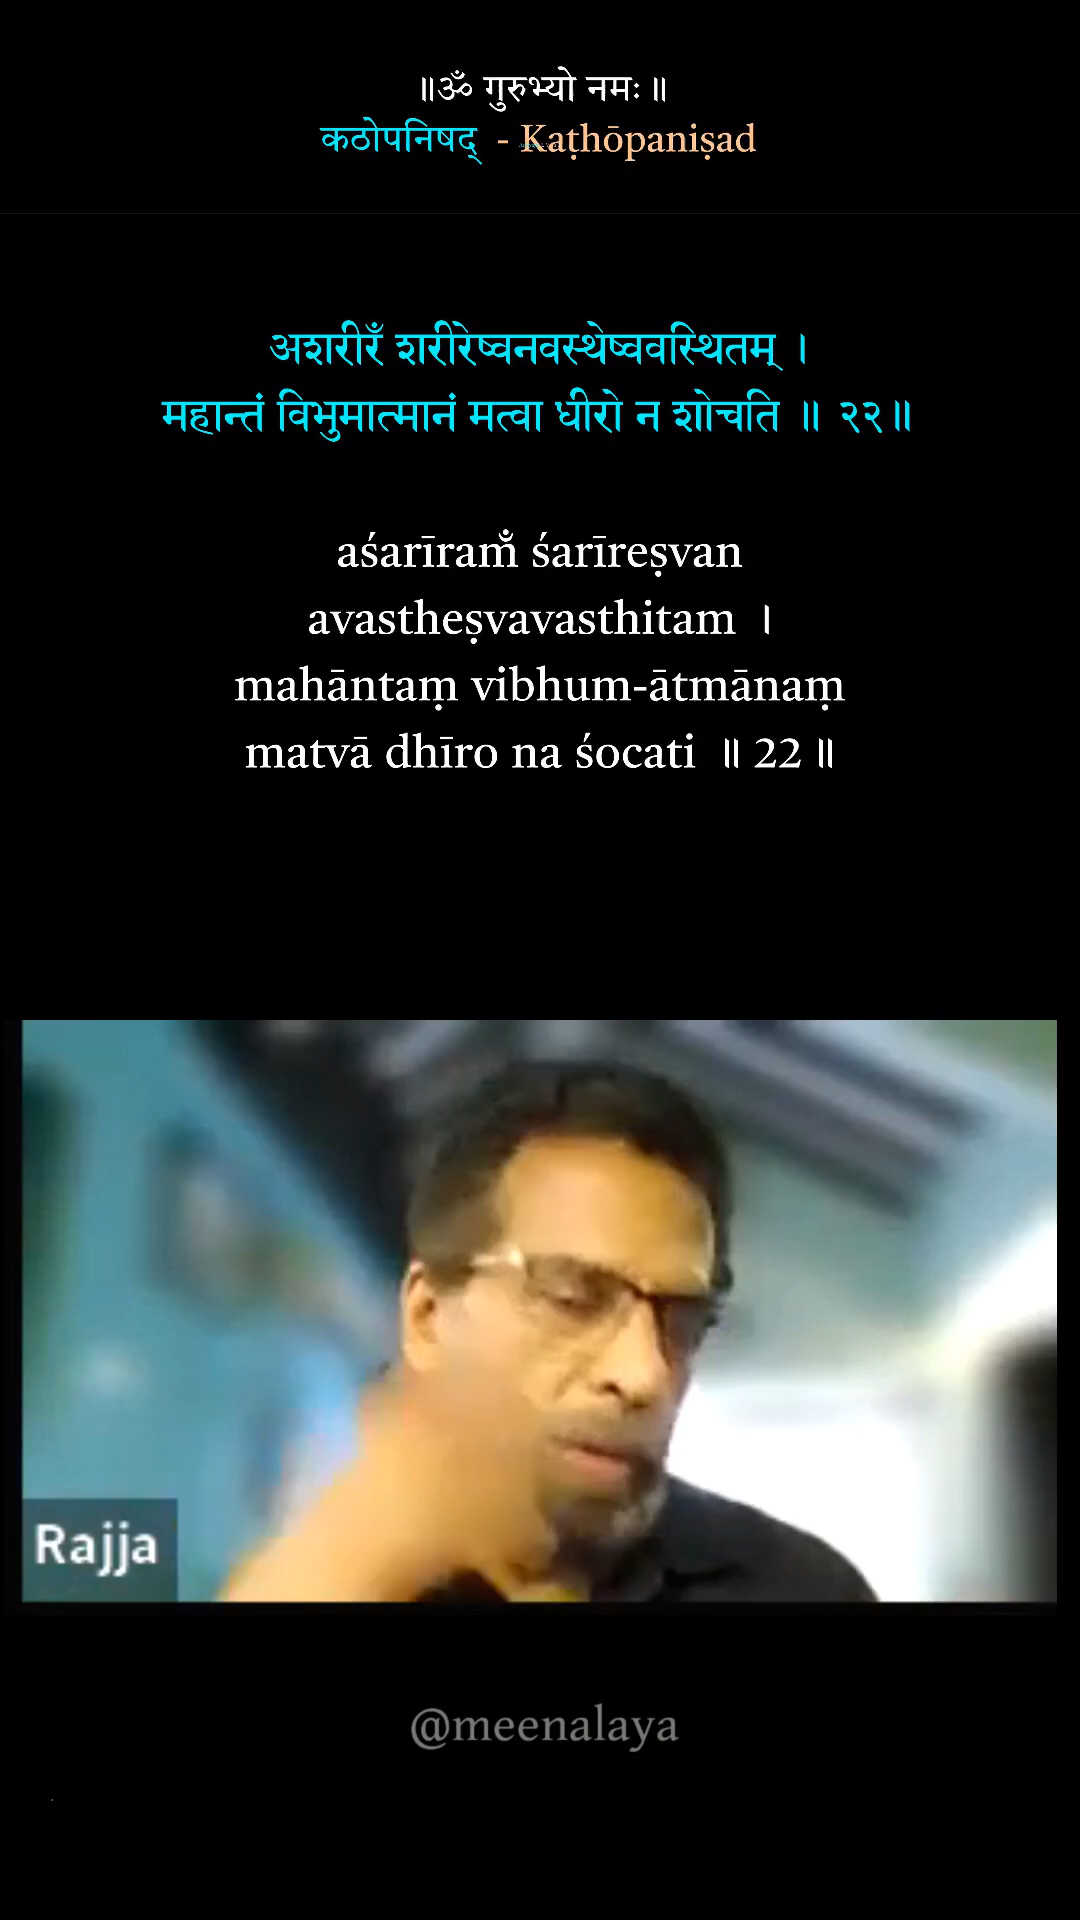 ॥ॐ गुरुभ्यो नमः॥
कठोपनिषद् - Kaṭhōpaniṣad
अशरीरँ शरीरेष्वनवस्थेष्ववस्थितम् ।
महान्तं विभुमात्मानं मत्वा धीरो न शोचति ॥ २२॥
aśarīram̐ śarīreṣvan
avastheṣvavasthitam ।
mahāntaṃ vibhum-ātmānaṃ
matvā dhīro na śocati ॥ 22॥
Rajja
@meenalaya